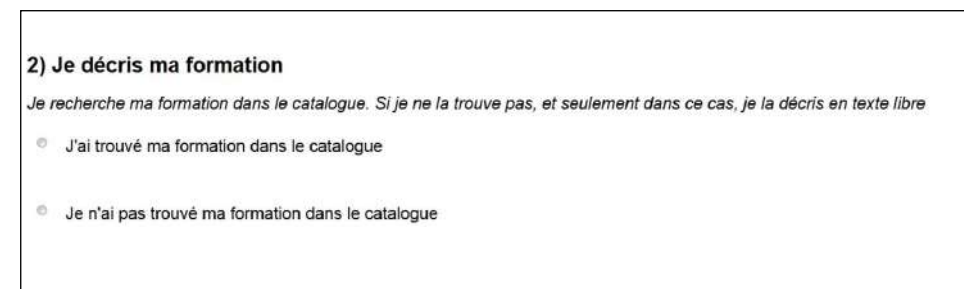 2) Je décris ma formation
Je recherche ma formation dans le catalogue. Si je ne la trouve pas, et seulement dans ce cas, je la décris en texte libre
J'ai trouvé ma formation dans le catalogue
Je n'ai pas trouvé ma formation dans le catalogue